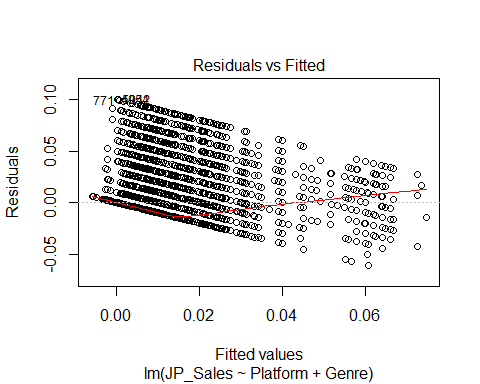 Residuals vs Fitted
Residuals
0.10
0.05
0.00
-0.05
0.00
0.02
0.04
0.06
Fitted values
lm(JP_Sales ~ Platform + Genre)